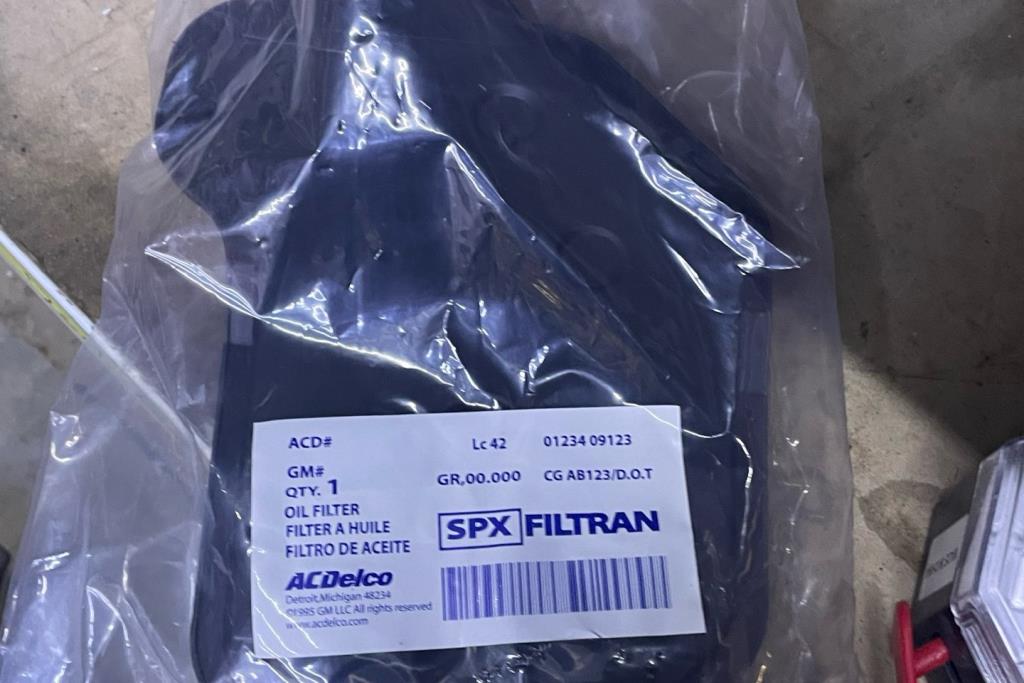 ACD# Lc 42 01234 09123
GM# GR,00.000 CG AB123/D.O.T
QTY. 1
OIL FILTER
FILTER A HUILE
FILTRO DE ACEITE
SPX FILTRAN
ACDelco
Detroit,Michigan 48234
©1995 GM LLC All rights reserved
www.acdelco.com